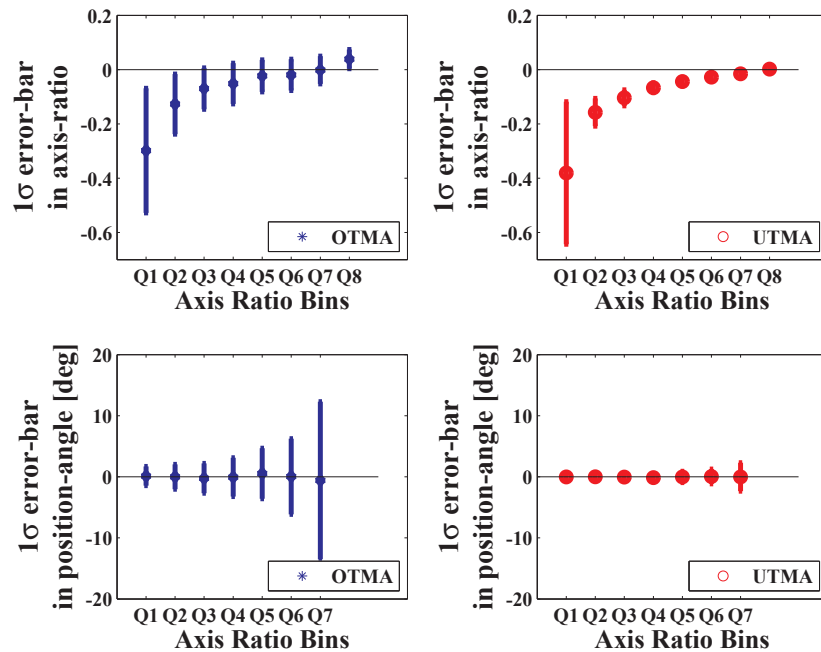 1σ error-bar
in axis-ratio
0.2
0
-0.2
-0.4
-0.6
OTMA
Q1 Q2 Q3 Q4 Q5 Q6 Q7 Q8
Axis Ratio Bins
1σ error-bar
in axis-ratio
0.2
0
-0.2
-0.4
-0.6
UTMA
Q1 Q2 Q3 Q4 Q5 Q6 Q7 Q8
Axis Ratio Bins
1σ error-bar
in position-angle [deg]
20
10
0
-10
-20
OTMA
Q1 Q2 Q3 Q4 Q5 Q6 Q7
Axis Ratio Bins
1σ error-bar
in position-angle [deg]
20
10
0
-10
-20
UTMA
Q1 Q2 Q3 Q4 Q5 Q6 Q7
Axis Ratio Bins